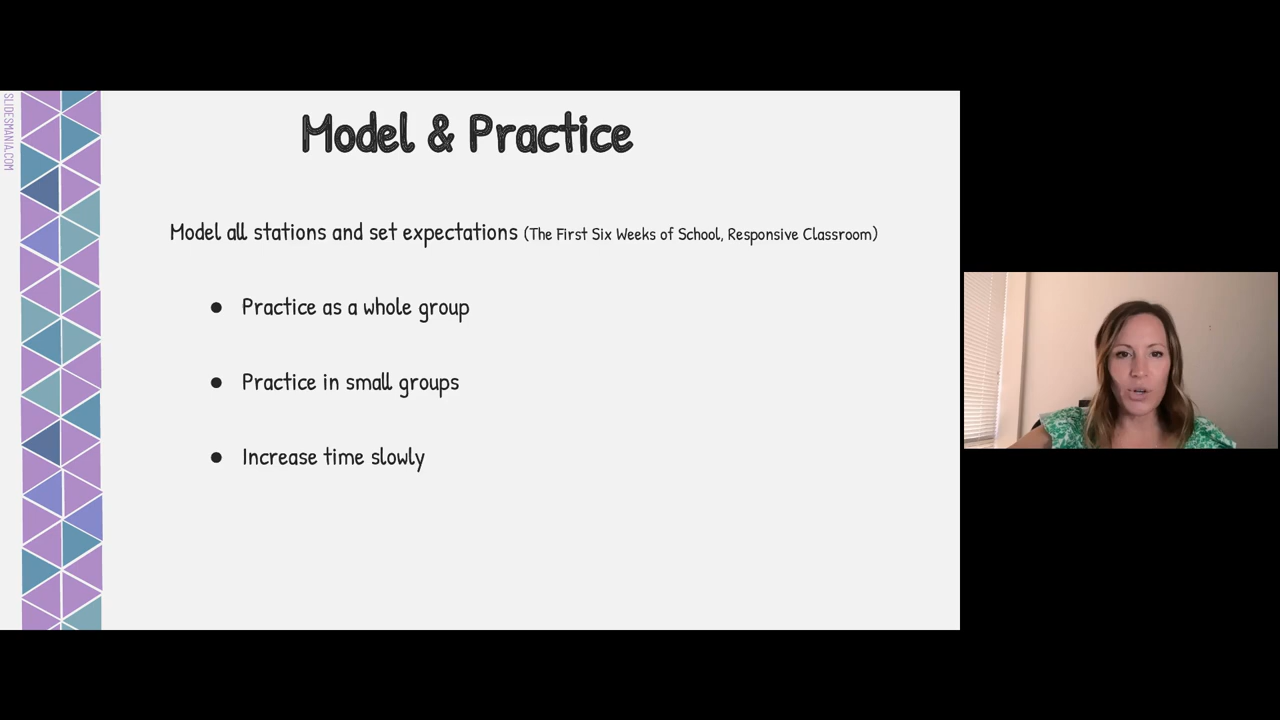 SLIDESMANIA.COM
Model & Practice
Model all stations and set expectations (The First Six Weeks of School, Responsive Classroom)
● Practice as a whole group
● Practice in small groups
● Increase time slowly